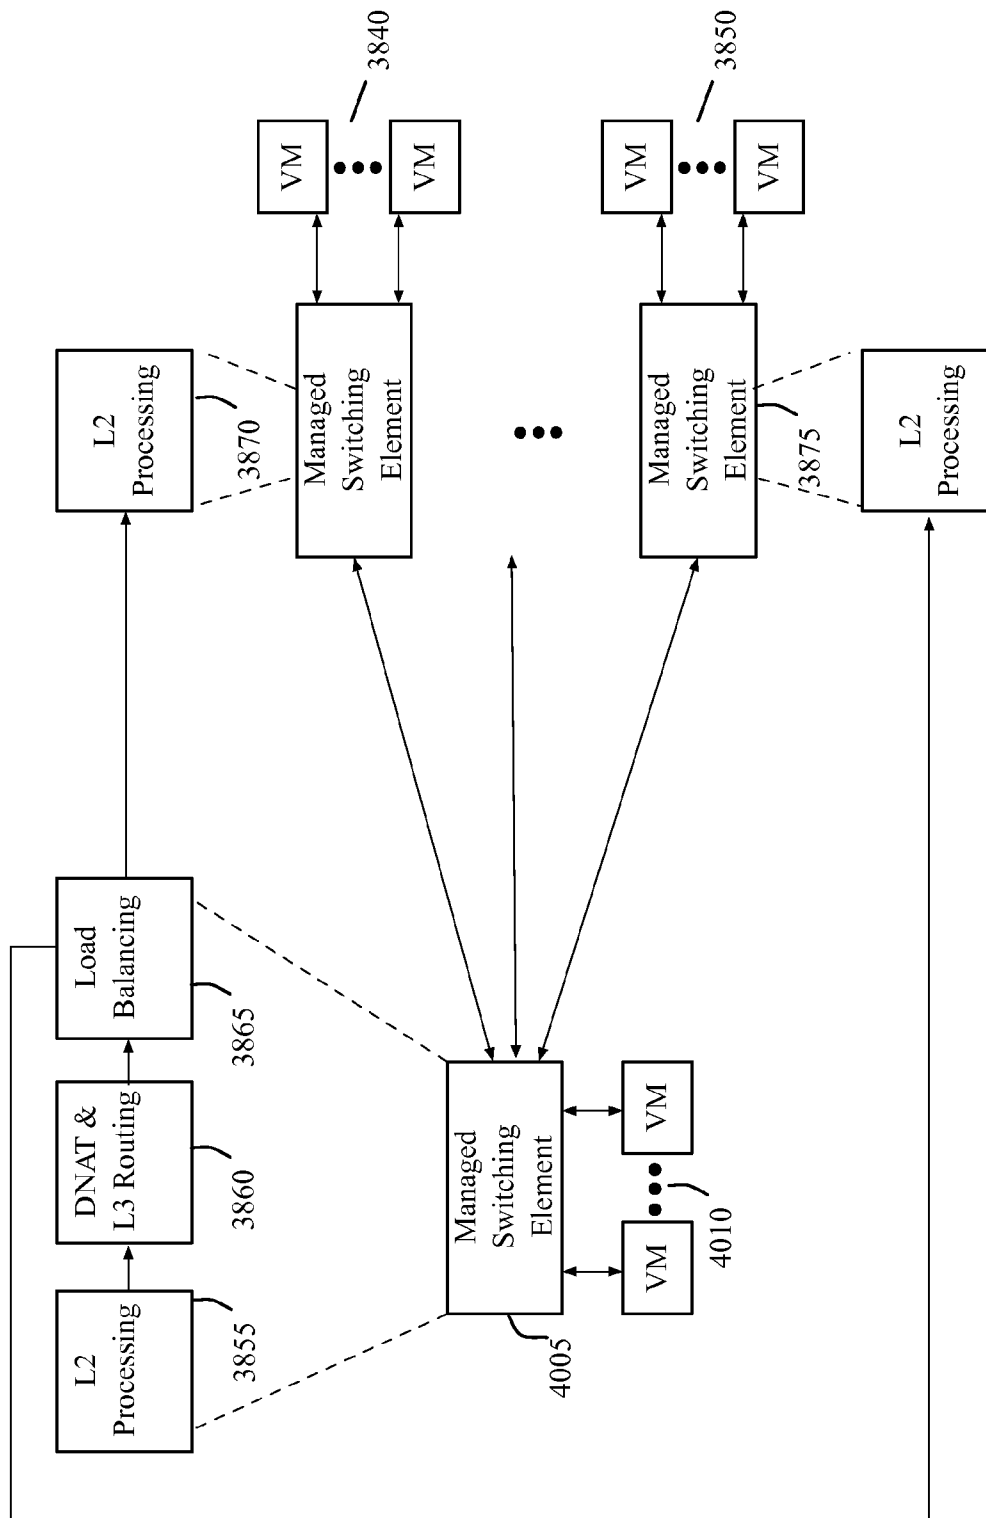 L2
Processing
3855
DNAT &
L3 Routing
3860
Load
Balancing
3865
L2
Processing
3870
Managed
Switching
Element
4005
VM
VM
4010
Managed
Switching
Element
VM
VM
3840
Managed
Switching
Element
3875
VM
VM
3850
L2
Processing